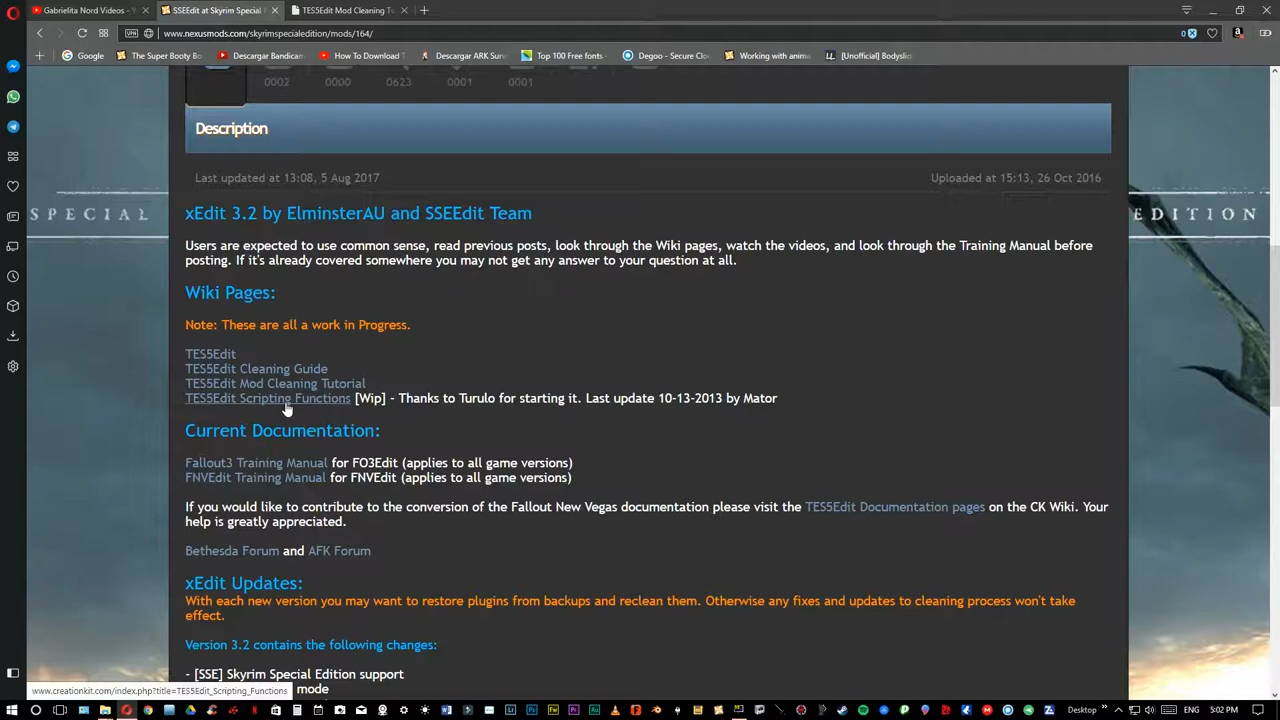 Gabrielita Nord Videos - Y
SSEEdit at Skyrim Special
TES5Edit Mod Cleaning Tu
VPN
www.nexusmods.com/skyrimspecialedition/mods/164/
0
Google
The Super Booty Bo
Descargar Bandicam
How To Download T
Descargar ARK Surv
Top 100 Free fonts
Degoo - Secure Clou
Working with anima
[Unofficial] Bodyslid
0002
0000
0623
0001
0001
Description
Last updated at 13:08, 5 Aug 2017
Uploaded at 15:13, 26 Oct 2016
SPECIAL
EDITION
xEdit 3.2 by ElminsterAU and SSEEdit Team
Users are expected to use common sense, read previous posts, look through the Wiki pages, watch the videos, and look through the Training Manual before
posting. If it's already covered somewhere you may not get any answer to your question at all.
Wiki Pages:
Note: These are all a work in Progress.
TES5Edit
TES5Edit Cleaning Guide
TES5Edit Mod Cleaning Tutorial
TES5Edit Scripting Functions [Wip] - Thanks to Turulo for starting it. Last update 10-13-2013 by Mator
Current Documentation:
Fallout3 Training Manual for FO3Edit (applies to all game versions)
FNVEdit Training Manual for FNVEdit (applies to all game versions)
If you would like to contribute to the conversion of the Fallout New Vegas documentation please visit the TES5Edit Documentation pages on the CK Wiki. Your
help is greatly appreciated.
Bethesda Forum and AFK Forum
xEdit Updates:
With each new version you may want to restore plugins from backups and reclean them. Otherwise any fixes and updates to cleaning process won't take
effect.
Version 3.2 contains the following changes:
- [SSE] Skyrim Special Edition support
mode
www.creationkit.com/index.php?title=TES5Edit_Scripting_Functions
Desktop
ENG
5:02 PM